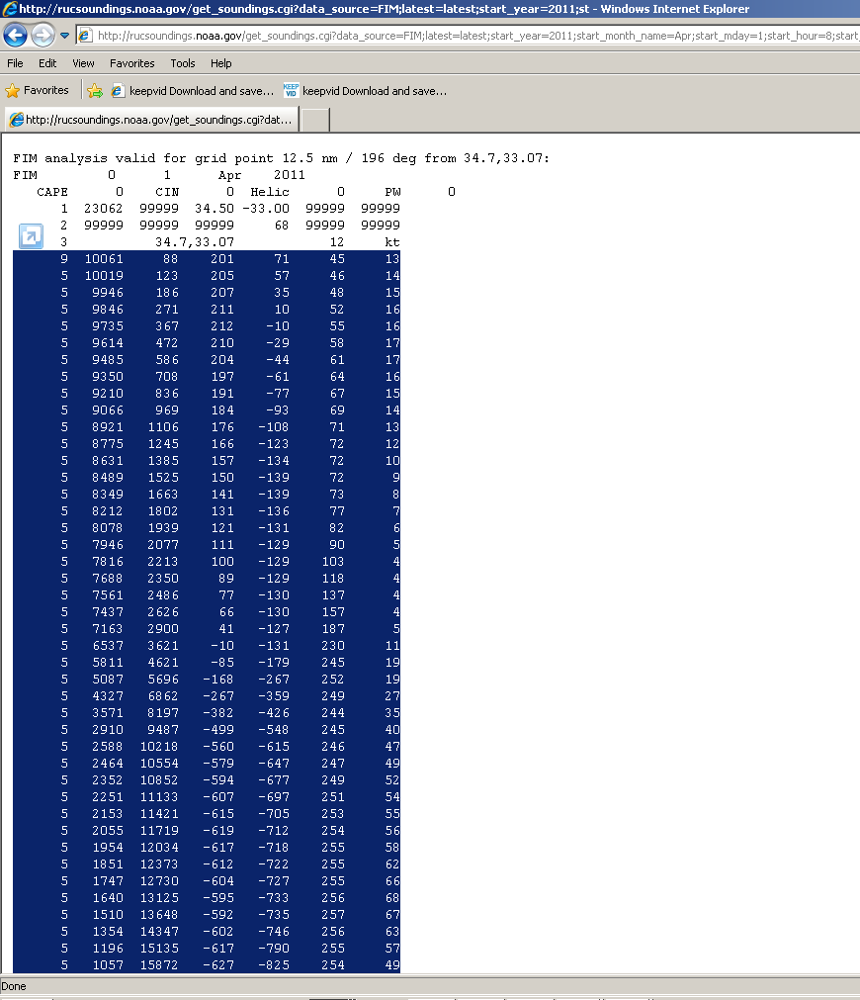 http://rucsoundings.noaa.gov/get_soundings.cgi?data_source=FIM;latest=latest;start_year=2011;st - Windows Internet Explorer
http://rucsoundings.noaa.gov/get_soundings.cgi?data_source=FIM;latest=latest;start_year=2011;start_month_name=Apr;start_mday=1;start_hour=8;start_
File Edit View Favorites Tools Help
Favorites keepvid Download and save... KEEP VID keepvid Download and save...
http://rucsoundings.noaa.gov/get_soundings.cgi?dat...
FIM analysis valid for grid point 12.5 nm / 196 deg from 34.7,33.07:
FIM 0 1 Apr 2011
CAPE 0 CIN 0 Helic 0 PW 0
1 23062 99999 34.50 -33.00 99999 99999
2 99999 99999 99999 68 99999 99999
3 34.7,33.07 12 kt
9 10061 88 201 71 45 13
5 10019 123 205 57 46 14
5 9946 186 207 35 48 15
5 9846 271 211 10 52 16
5 9735 367 212 -10 55 16
5 9614 472 210 -29 58 17
5 9485 586 204 -44 61 17
5 9350 708 197 -61 64 16
5 9210 836 191 -77 67 15
5 9066 969 184 -93 69 14
5 8921 1106 176 -108 71 13
5 8775 1245 166 -123 72 12
5 8631 1385 157 -134 72 10
5 8489 1525 150 -139 72 9
5 8349 1663 141 -139 73 8
5 8212 1802 131 -136 77 7
5 8078 1939 121 -131 82 6
5 7946 2077 111 -129 90 5
5 7816 2213 100 -129 103 4
5 7688 2350 89 -129 118 4
5 7561 2486 77 -130 137 4
5 7437 2626 66 -130 157 4
5 7163 2900 41 -127 187 5
5 6537 3621 -10 -131 230 11
5 5811 4621 -85 -179 245 19
5 5087 5696 -168 -267 252 19
5 4327 6862 -267 -359 249 27
5 3571 8197 -382 -426 244 35
5 2910 9487 -499 -548 245 40
5 2588 10218 -560 -615 246 47
5 2464 10554 -579 -647 247 49
5 2352 10852 -594 -677 249 52
5 2251 11133 -607 -697 251 54
5 2153 11421 -615 -705 253 55
5 2055 11719 -619 -712 254 56
5 1954 12034 -617 -718 255 58
5 1851 12373 -612 -722 255 62
5 1747 12730 -604 -727 255 66
5 1640 13125 -595 -733 256 68
5 1510 13648 -592 -735 257 67
5 1354 14347 -602 -746 256 63
5 1196 15135 -617 -790 255 57
5 1057 15872 -627 -825 254 49
Done